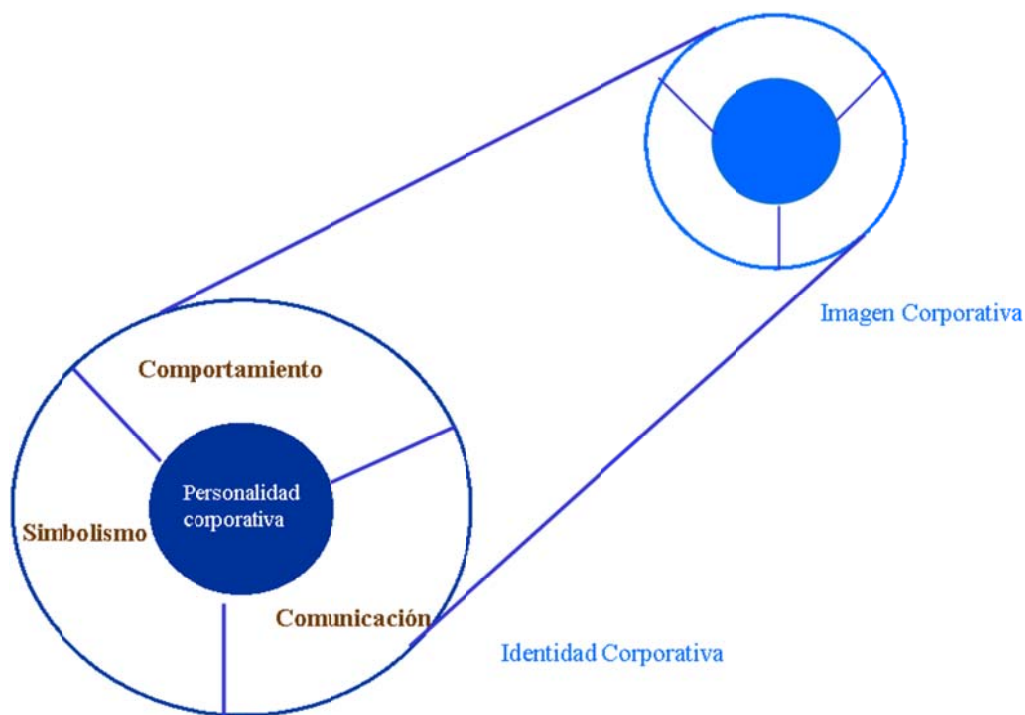 Imagen Corporativa
Comportamiento
Personalidad
corporativa
Simbolismo
Comunicación
Identidad Corporativa